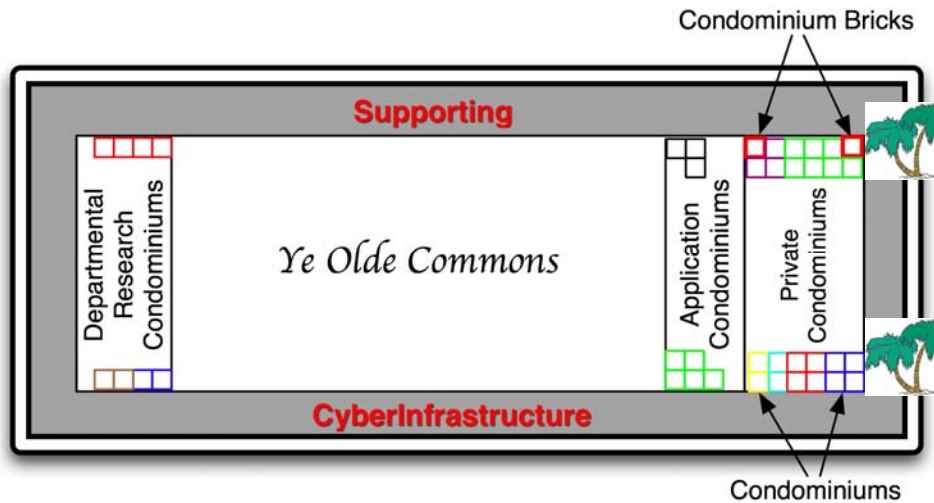 Condominium Bricks
Supporting
Departmental
Research
Condominiums
Ye Olde Commons
Application
Condominiums
Private
Condominiums
CyberInfrastructure
Condominiums